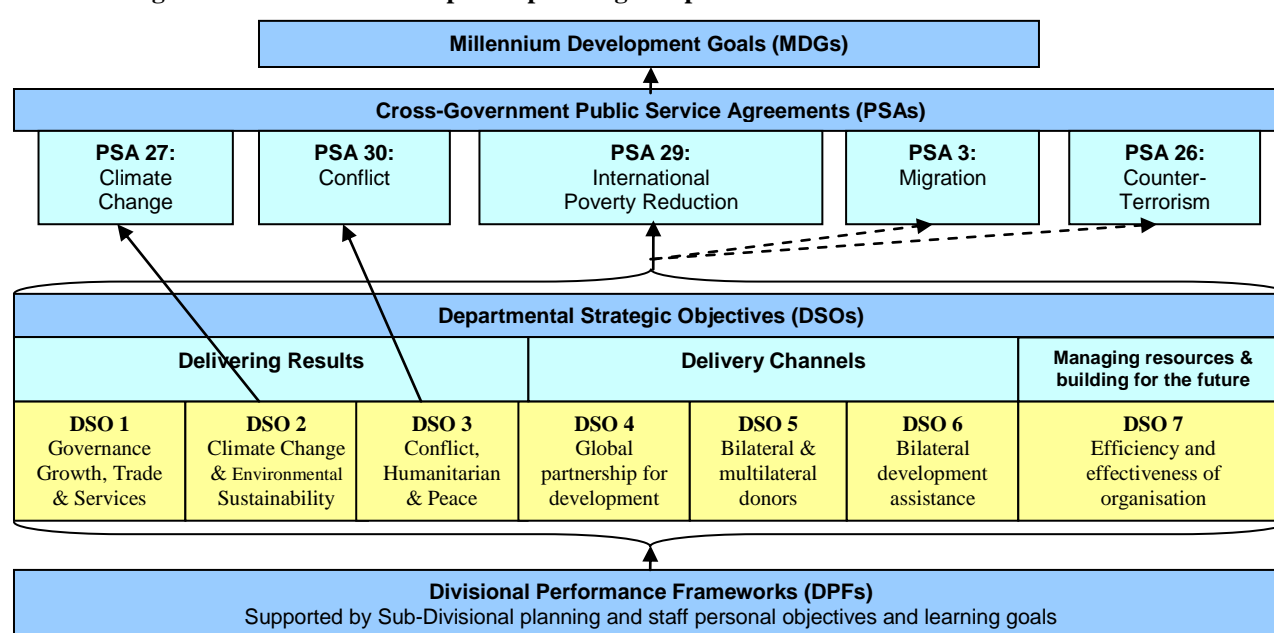 Millennium Development Goals (MDGs)
Cross-Government Public Service Agreements (PSAs)
PSA 27:
Climate
Change
PSA 30:
Conflict
PSA 29:
International
Poverty Reduction
PSA 3:
Migration
PSA 26:
Counter-
Terrorism
Departmental Strategic Objectives (DSOs)
Delivering Results
Delivery Channels
Managing resources &
building for the future
DSO 1
Governance
Growth, Trade
& Services
DSO 2
Climate Change
& Environmental
Sustainability
DSO 3
Conflict,
Humanitarian
& Peace
DSO 4
Global
partnership for
development
DSO 5
Bilateral &
multilateral
donors
DSO 6
Bilateral
development
assistance
DSO 7
Efficiency and
effectiveness of
organisation
Divisional Performance Frameworks (DPFs)
Supported by Sub-Divisional planning and staff personal objectives and learning goals